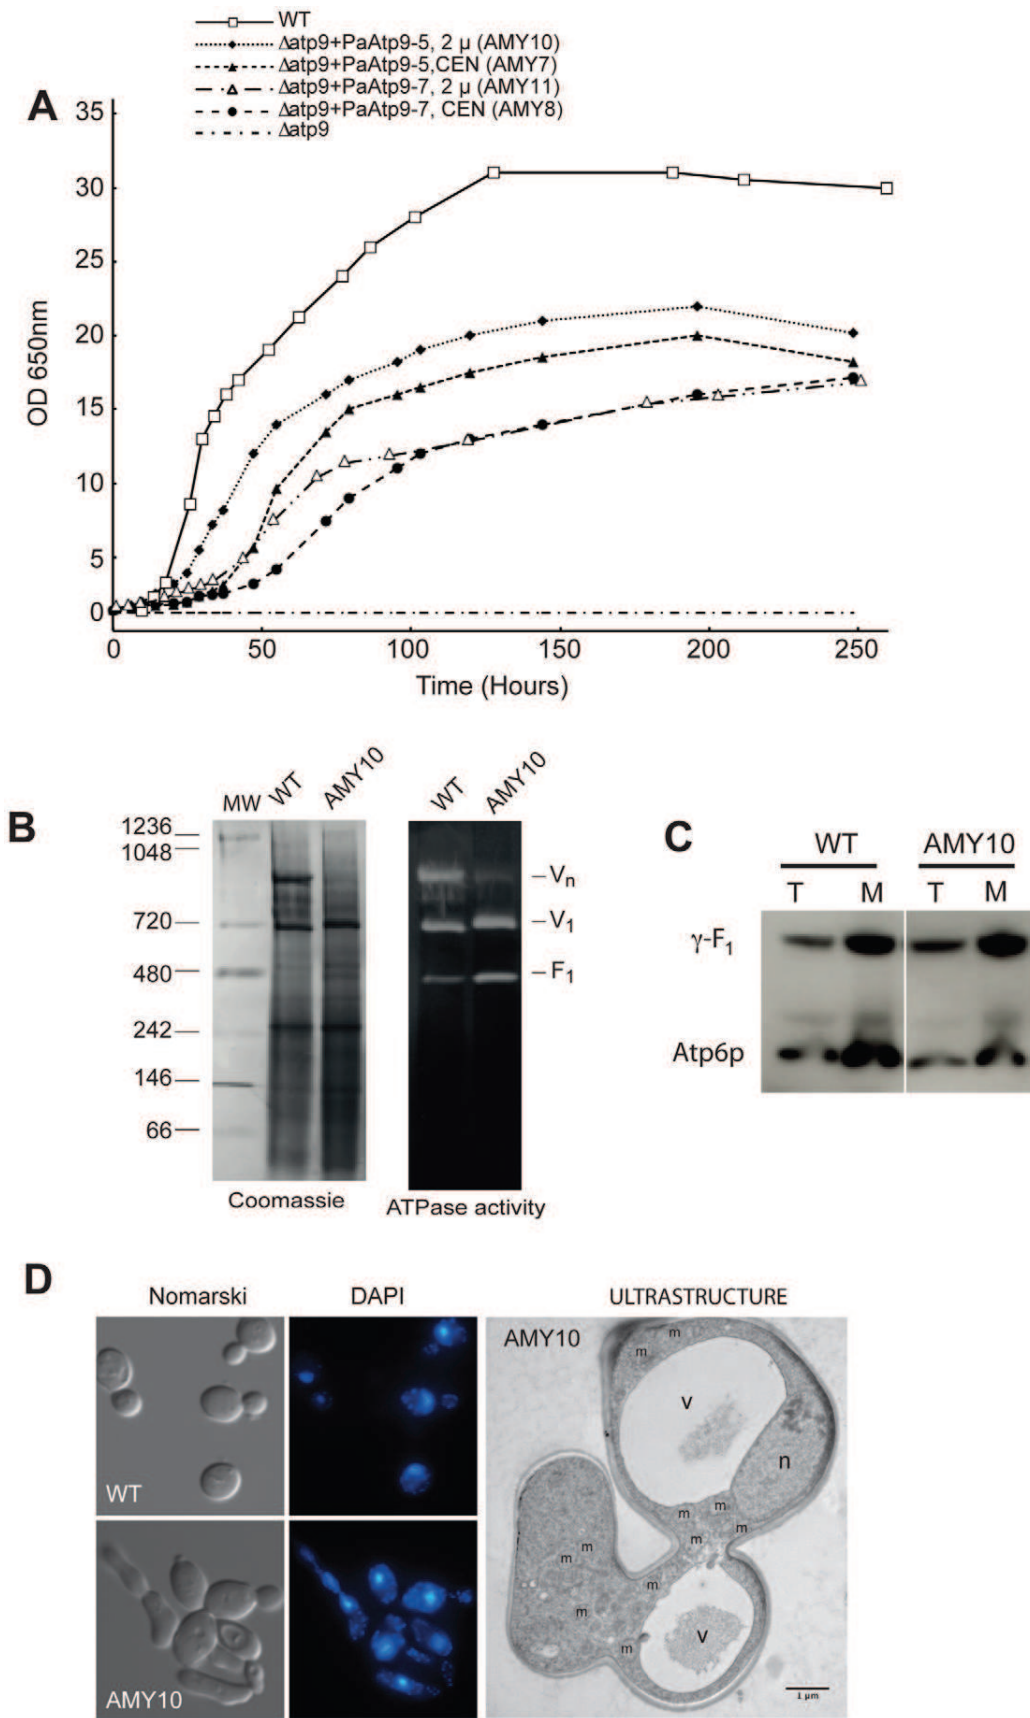 WT
Δatp9+PaAtp9-5, 2 µ (AMY10)
Δatp9+PaAtp9-5,CEN (AMY7)
Δatp9+PaAtp9-7, 2 µ (AMY11)
Δatp9+PaAtp9-7, CEN (AMY8)
Δatp9
A
35
30
25
20
15
10
5
0
OD 650nm
0 50 100 150 200 250
Time (Hours)
B
MW WT AMY10
1236
1048
720
480
242
146
66
Coomassie
WT AMY10
Vn
V1
F1
ATPase activity
C
WT AMY10
T M T M
γ-F1
Atp6p
D
Nomarski DAPI ULTRASTRUCTURE
WT
AMY10
AMY10
m
m
v
n
m
m
m
m
m
m
m
m
m
v
1 µm